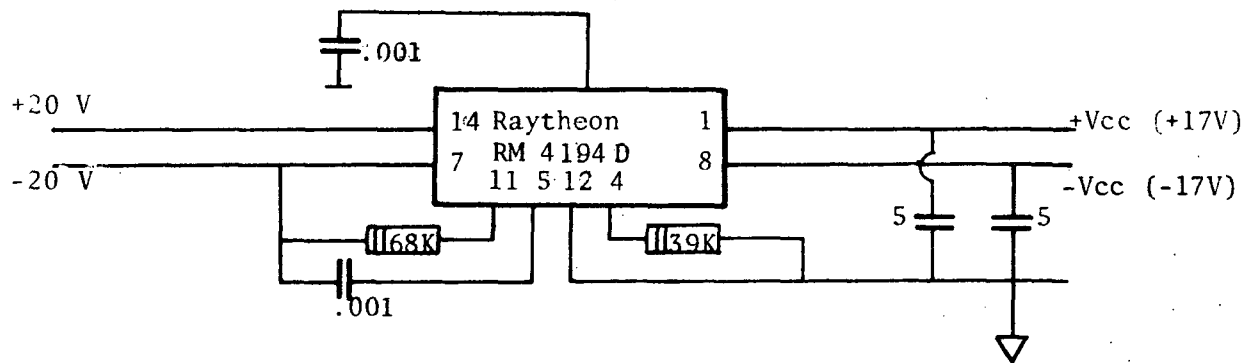 .001
+20 V
14 Raytheon 1
+Vcc (+17V)
RM 4194 D
7 8
-20 V
11 5 12 4
-Vcc (-17V)
5 5
68K 39K
.001